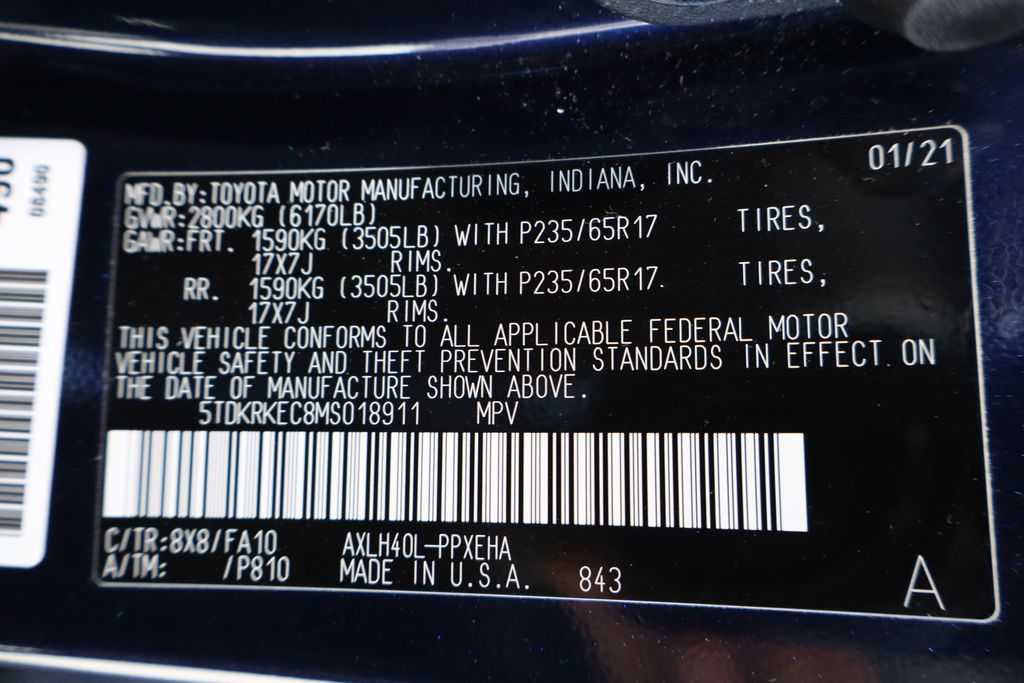 01/21
MFD.BY:TOYOTA MOTOR MANUFACTURING, INDIANA, INC.
GVWR:2800KG (6170LB)
GAWR:FRT. 1590KG (3505LB) WITH P235/65R17 TIRES,
17X7J RIMS.
RR. 1590KG (3505LB) WITH P235/65R17 TIRES,
17X7J RIMS.
THIS VEHICLE CONFORMS TO ALL APPLICABLE FEDERAL MOTOR
VEHICLE SAFETY AND THEFT PREVENTION STANDARDS IN EFFECT ON
THE DATE OF MANUFACTURE SHOWN ABOVE.
5TDKRKEC8MS018911 MPV
C/TR:8X8/FA10 AXLH40L-PPXEHA
A/TM: /P810 MADE IN U.S.A. 843
A
06490